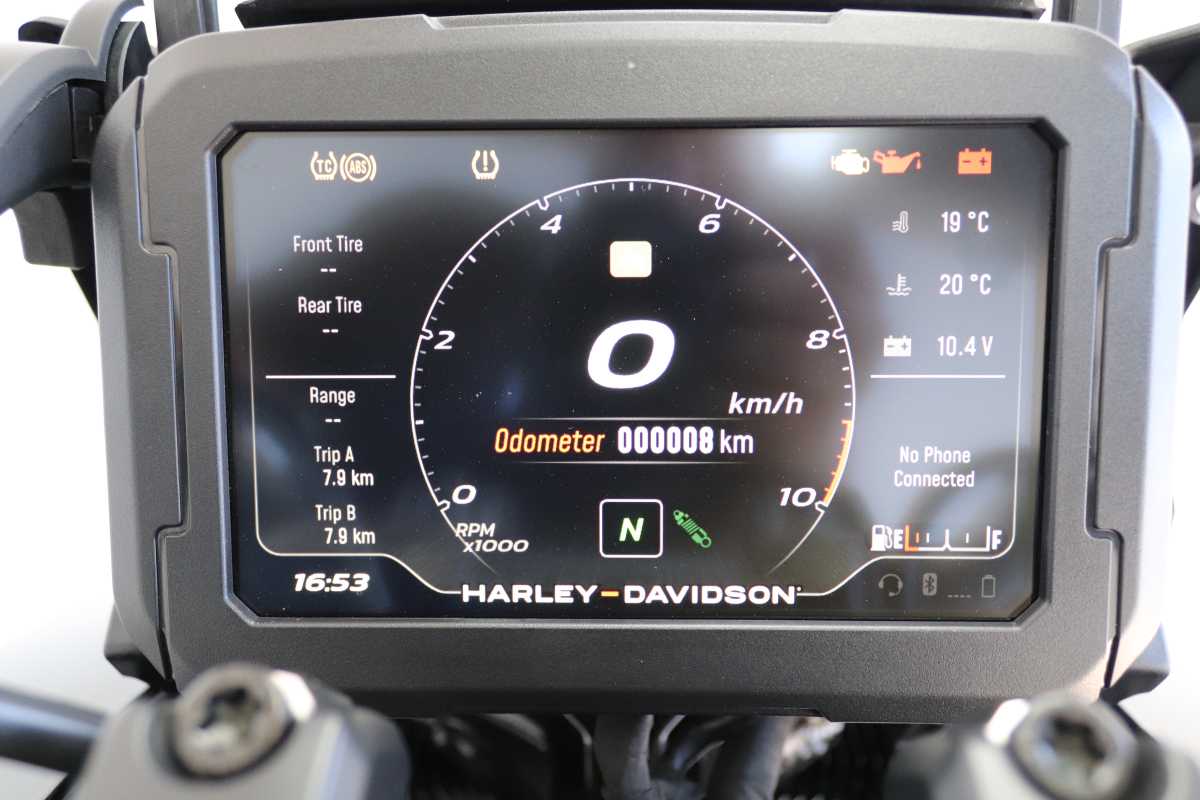 TC ABS
Front Tire
--
Rear Tire
--
Range
--
Trip A
7.9 km
Trip B
7.9 km
16:53
0
2
4
6
8
10
RPM
x1000
0
km/h
Odometer 000008 km
N
HARLEY-DAVIDSON
19 °C
20 °C
10.4 V
No Phone
Connected
E F